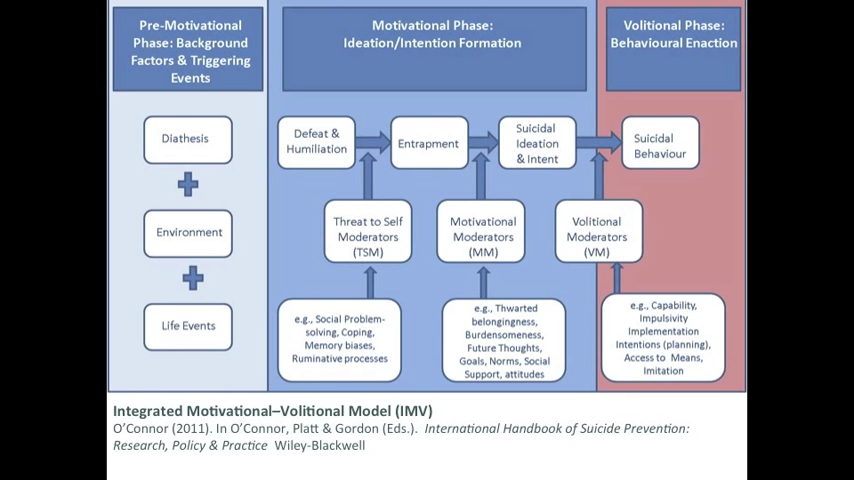 Pre-Motivational
Phase: Background
Factors & Triggering
Events
Motivational Phase:
Ideation/Intention Formation
Volitional Phase:
Behavioural Enaction
Diathesis
Environment
Life Events
Defeat &
Humiliation
Entrapment
Suicidal
Ideation
& Intent
Suicidal
Behaviour
Threat to Self
Moderators
(TSM)
Motivational
Moderators
(MM)
Volitional
Moderators
(VM)
e.g., Social Problem-
solving, Coping,
Memory biases,
Ruminative processes
e.g., Thwarted
belongingness,
Burdensomeness,
Future Thoughts,
Goals, Norms, Social
Support, attitudes
e.g., Capability,
Impulsivity
Implementation
Intentions (planning),
Access to Means,
Imitation
Integrated Motivational–Volitional Model (IMV)
O'Connor (2011). In O'Connor, Platt & Gordon (Eds.). International Handbook of Suicide Prevention:
Research, Policy & Practice Wiley-Blackwell